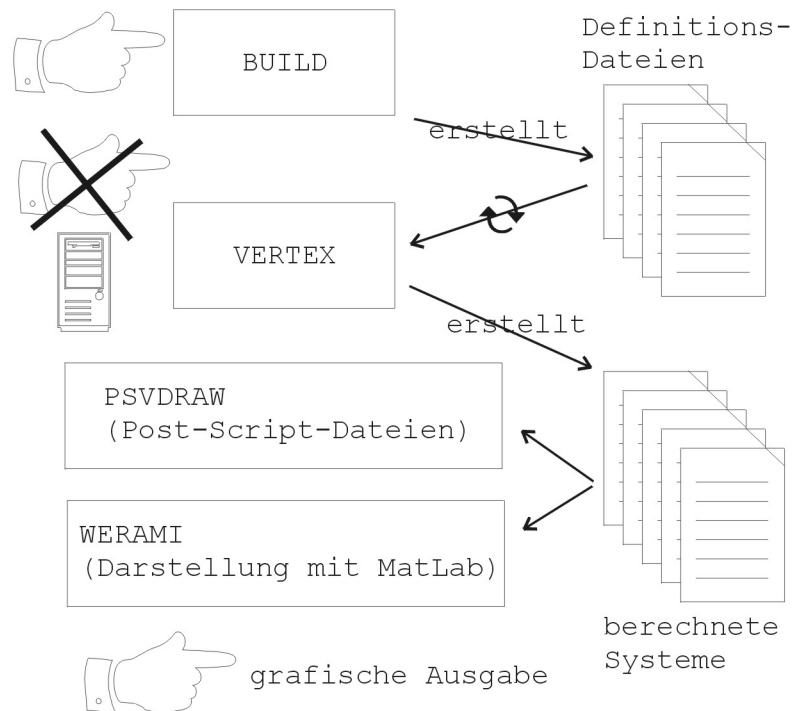 BUILD
Definitions-
Dateien
erstellt
VERTEX
erstellt
PSVDRAW
(Post-Script-Dateien)
WERAMI
(Darstellung mit MatLab)
berechnete
Systeme
grafische Ausgabe